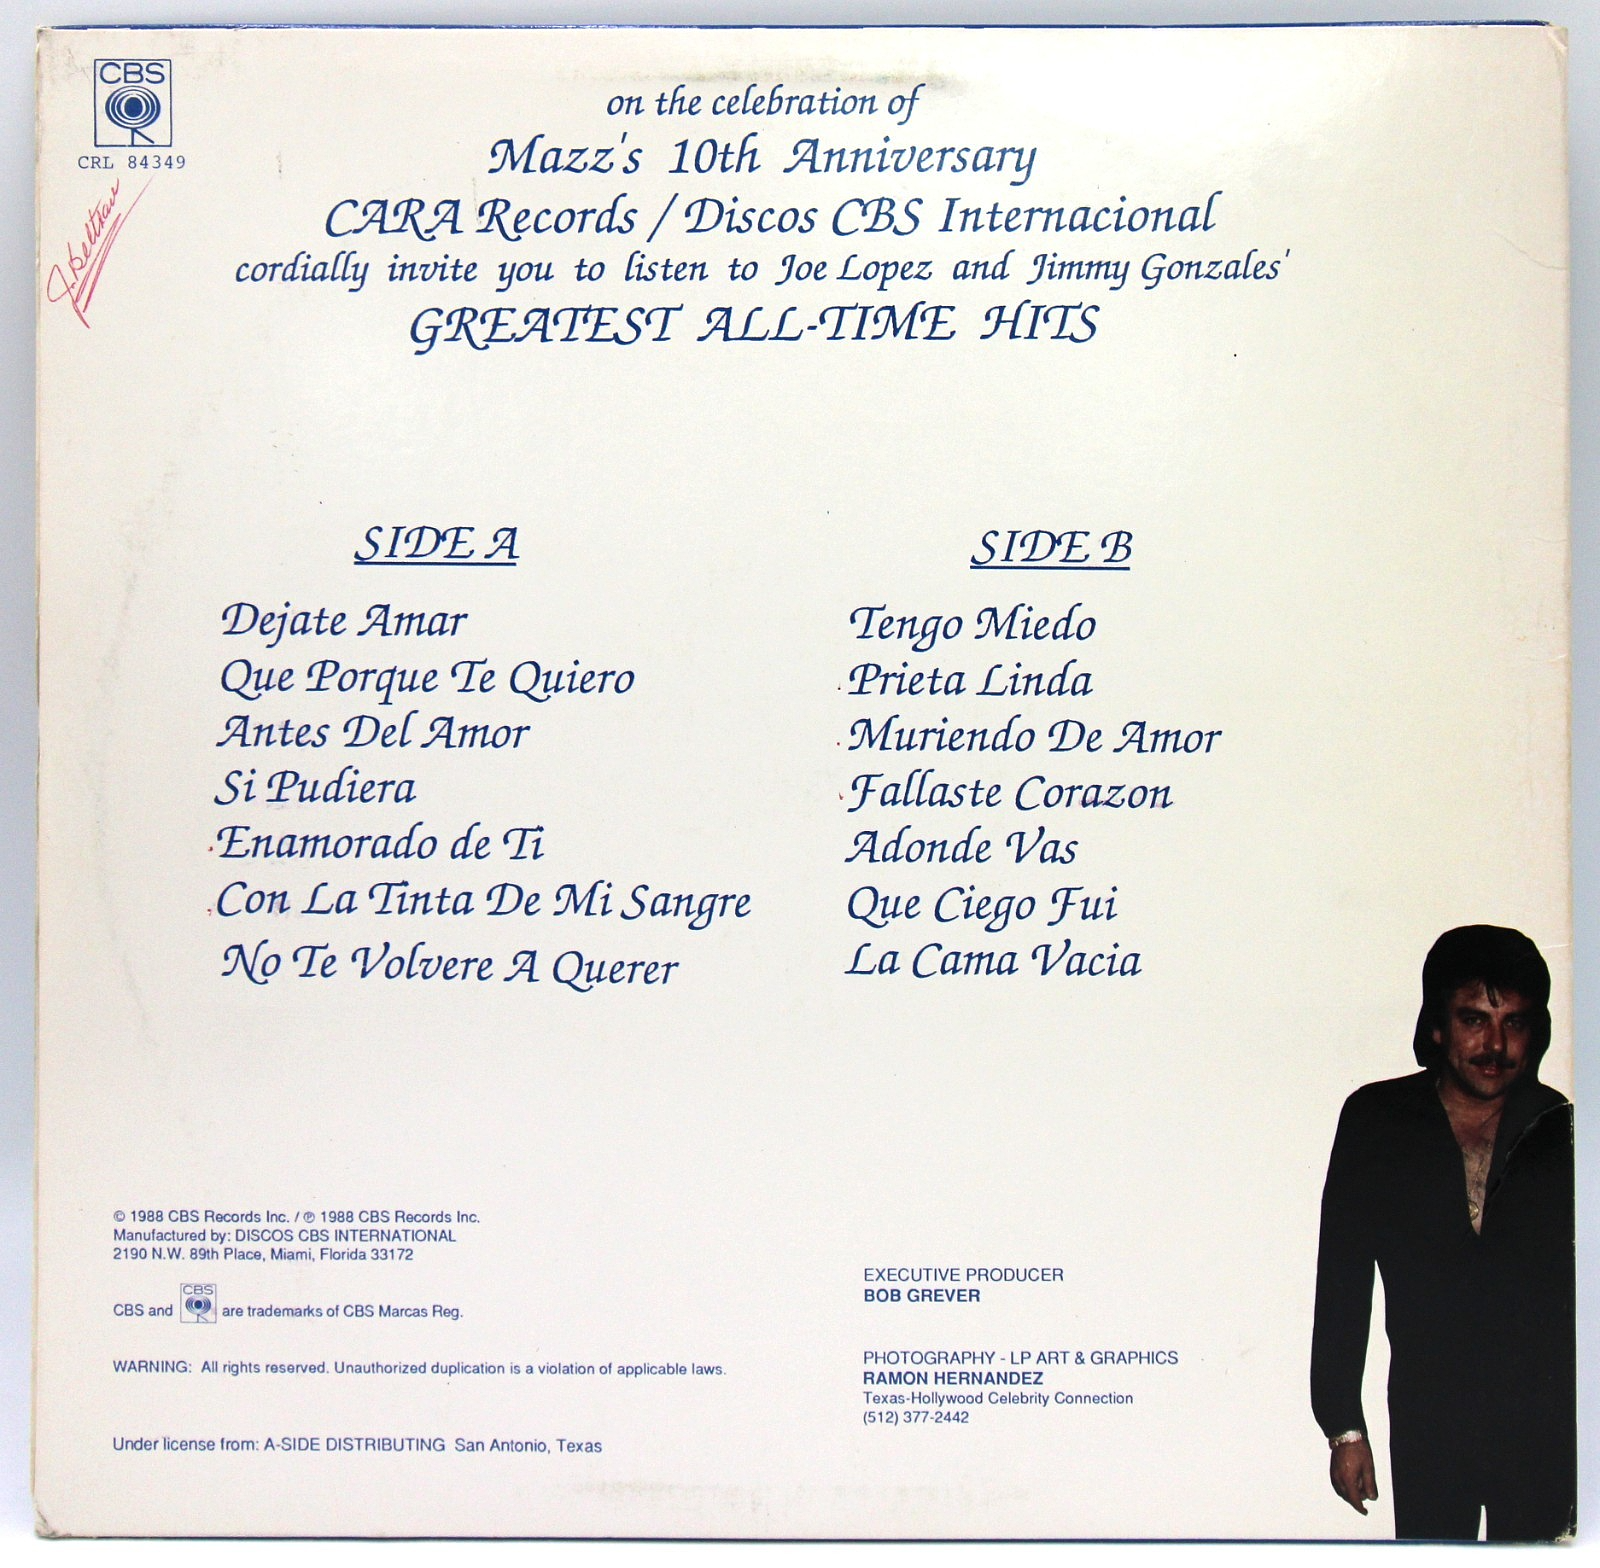 CBS
CRL 84349
J. Beltran
on the celebration of
Mazz's 10th Anniversary
CARA Records / Discos CBS Internacional
cordially invite you to listen to Joe Lopez and Jimmy Gonzales'
GREATEST ALL-TIME HITS
SIDE A
Dejate Amar
Que Porque Te Quiero
Antes Del Amor
Si Pudiera
Enamorado de Ti
Con La Tinta De Mi Sangre
No Te Volvere A Querer
SIDE B
Tengo Miedo
Prieta Linda
Muriendo De Amor
Fallaste Corazon
Adonde Vas
Que Ciego Fui
La Cama Vacia
© 1988 CBS Records Inc. / ℗ 1988 CBS Records Inc.
Manufactured by: DISCOS CBS INTERNATIONAL
2190 N.W. 89th Place, Miami, Florida 33172
CBS and CBS are trademarks of CBS Marcas Reg.
WARNING: All rights reserved. Unauthorized duplication is a violation of applicable laws.
Under license from: A-SIDE DISTRIBUTING San Antonio, Texas
EXECUTIVE PRODUCER
BOB GREVER
PHOTOGRAPHY - LP ART & GRAPHICS
RAMON HERNANDEZ
Texas-Hollywood Celebrity Connection
(512) 377-2442